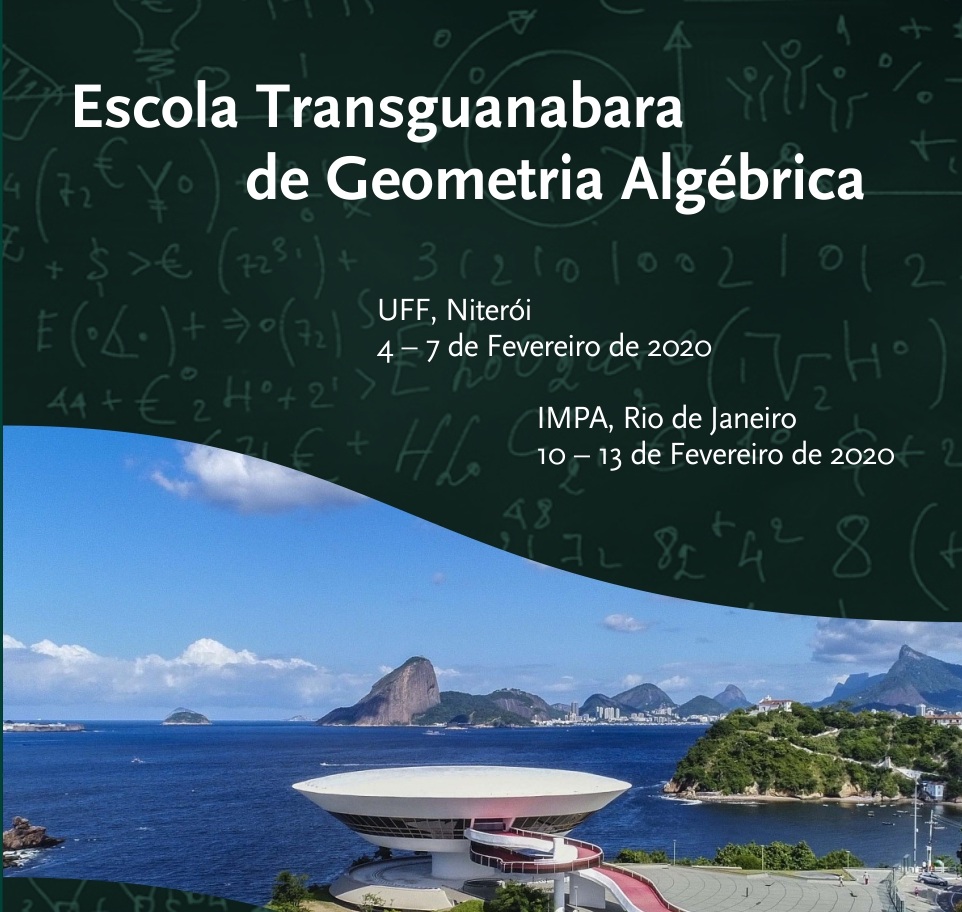 Escola Transguanabara
de Geometria Algébrica
UFF, Niterói
4 – 7 de Fevereiro de 2020
IMPA, Rio de Janeiro
10 – 13 de Fevereiro de 2020